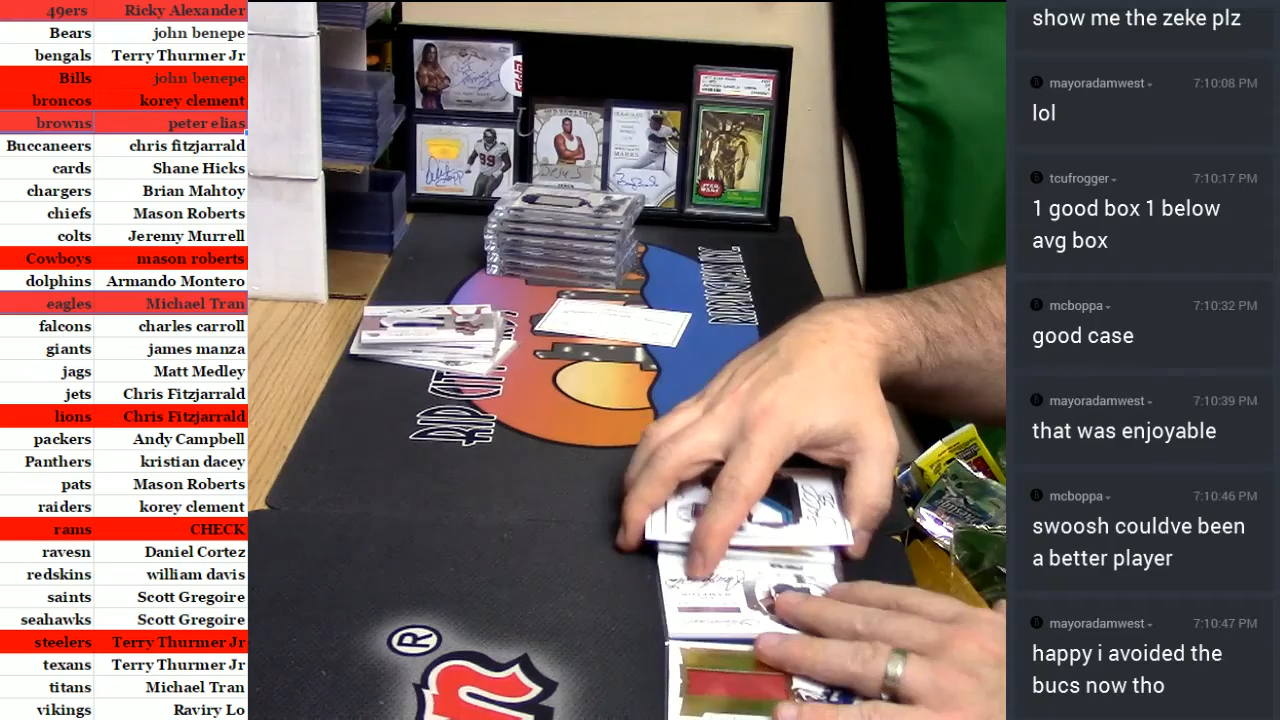 49ers Ricky Alexander
Bears john benepe
bengals Terry Thurmer Jr
Bills john benepe
broncos korey clement
browns peter elias
Buccaneers chris fitzjarrald
cards Shane Hicks
chargers Brian Mahtoy
chiefs Mason Roberts
colts Jeremy Murrell
Cowboys mason roberts
dolphins Armando Montero
eagles Michael Tran
falcons charles carroll
giants james manza
jags Matt Medley
jets Chris Fitzjarrald
lions Chris Fitzjarrald
packers Andy Campbell
Panthers kristian dacey
pats Mason Roberts
raiders korey clement
rams CHECK
ravesn Daniel Cortez
redskins william davis
saints Scott Gregoire
seahawks Scott Gregoire
steelers Terry Thurmer Jr
texans Terry Thurmer Jr
titans Michael Tran
vikings Raviry Lo
MARKS
STAR WARS
RIP CITY
®
show me the zeke plz
mayoradamwest 7:10:08 PM
lol
tcufrogger 7:10:17 PM
1 good box 1 below
avg box
mcboppa 7:10:32 PM
good case
mayoradamwest 7:10:39 PM
that was enjoyable
mcboppa 7:10:46 PM
swoosh couldve been
a better player
mayoradamwest 7:10:47 PM
happy i avoided the
bucs now tho